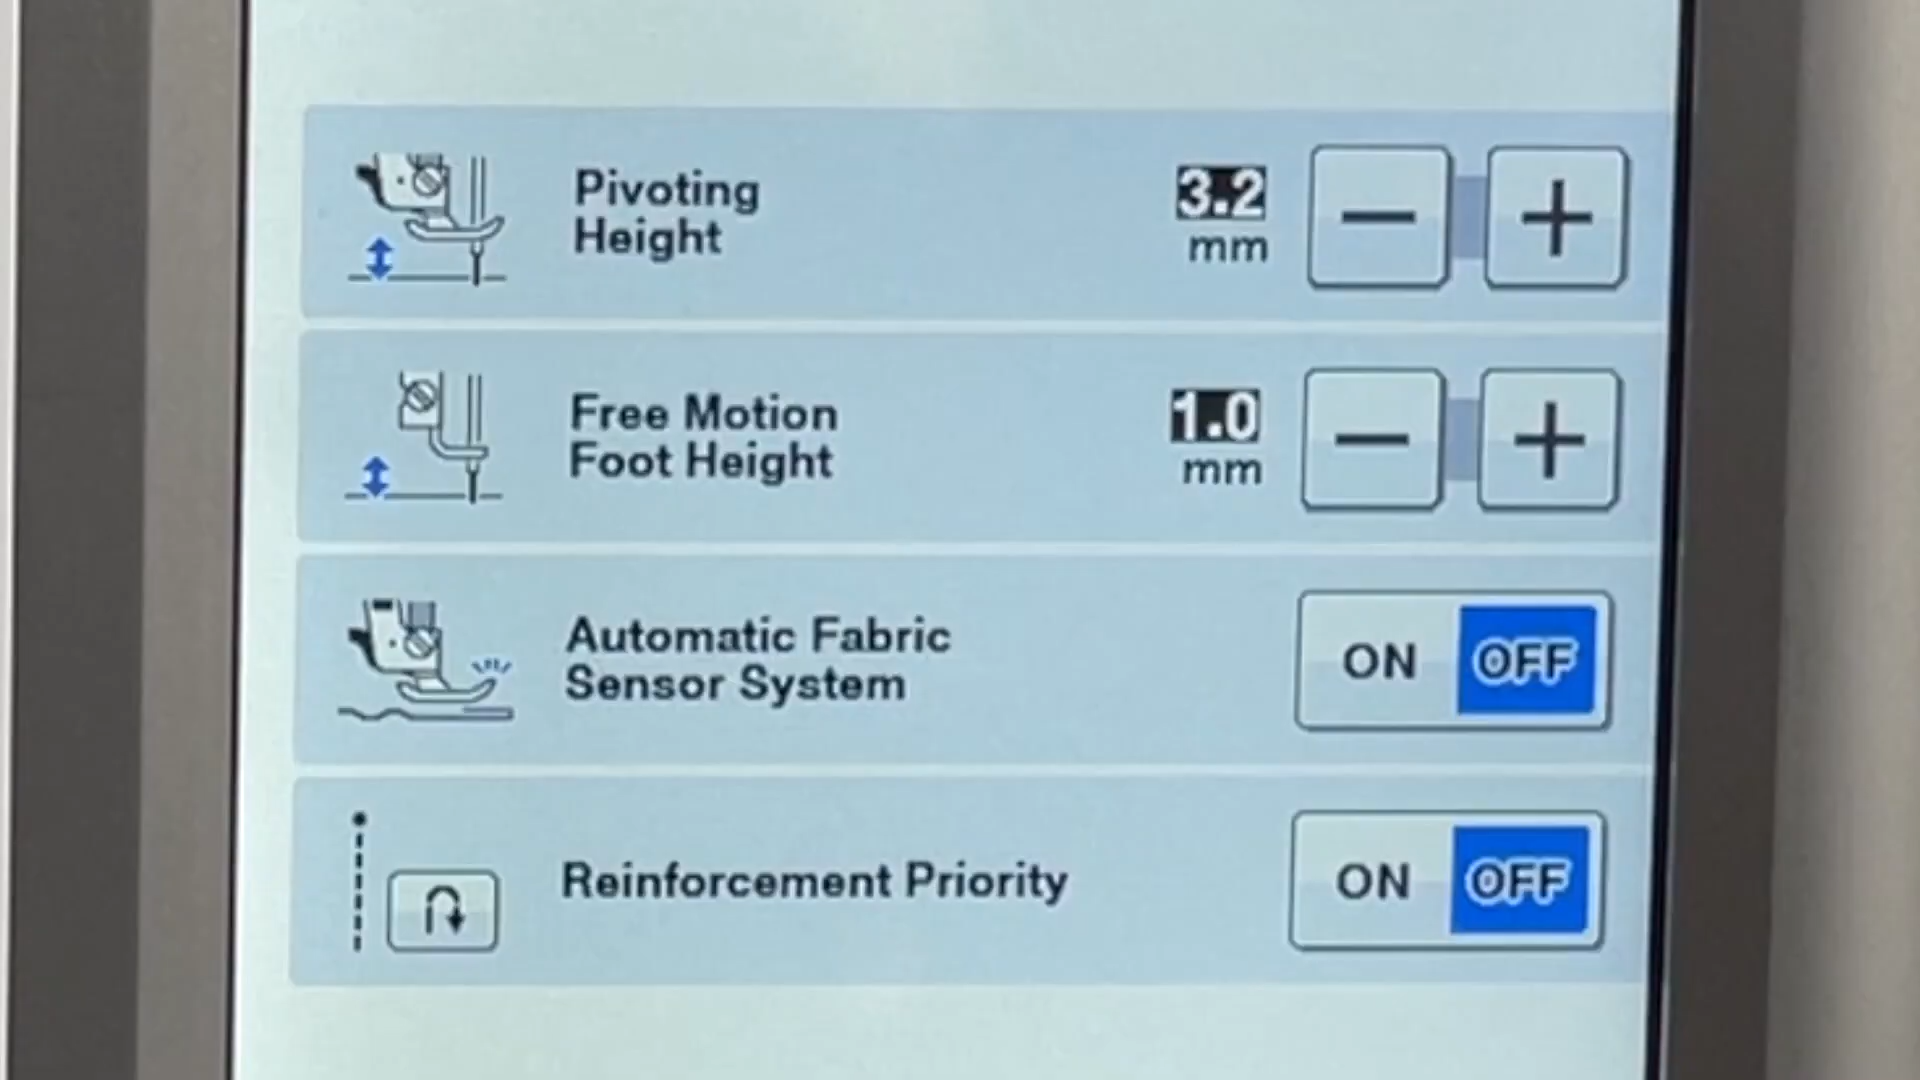 Pivoting
Height
3.2
mm
Free Motion
Foot Height
1.0
mm
Automatic Fabric
Sensor System
ON OFF
Reinforcement Priority
ON OFF